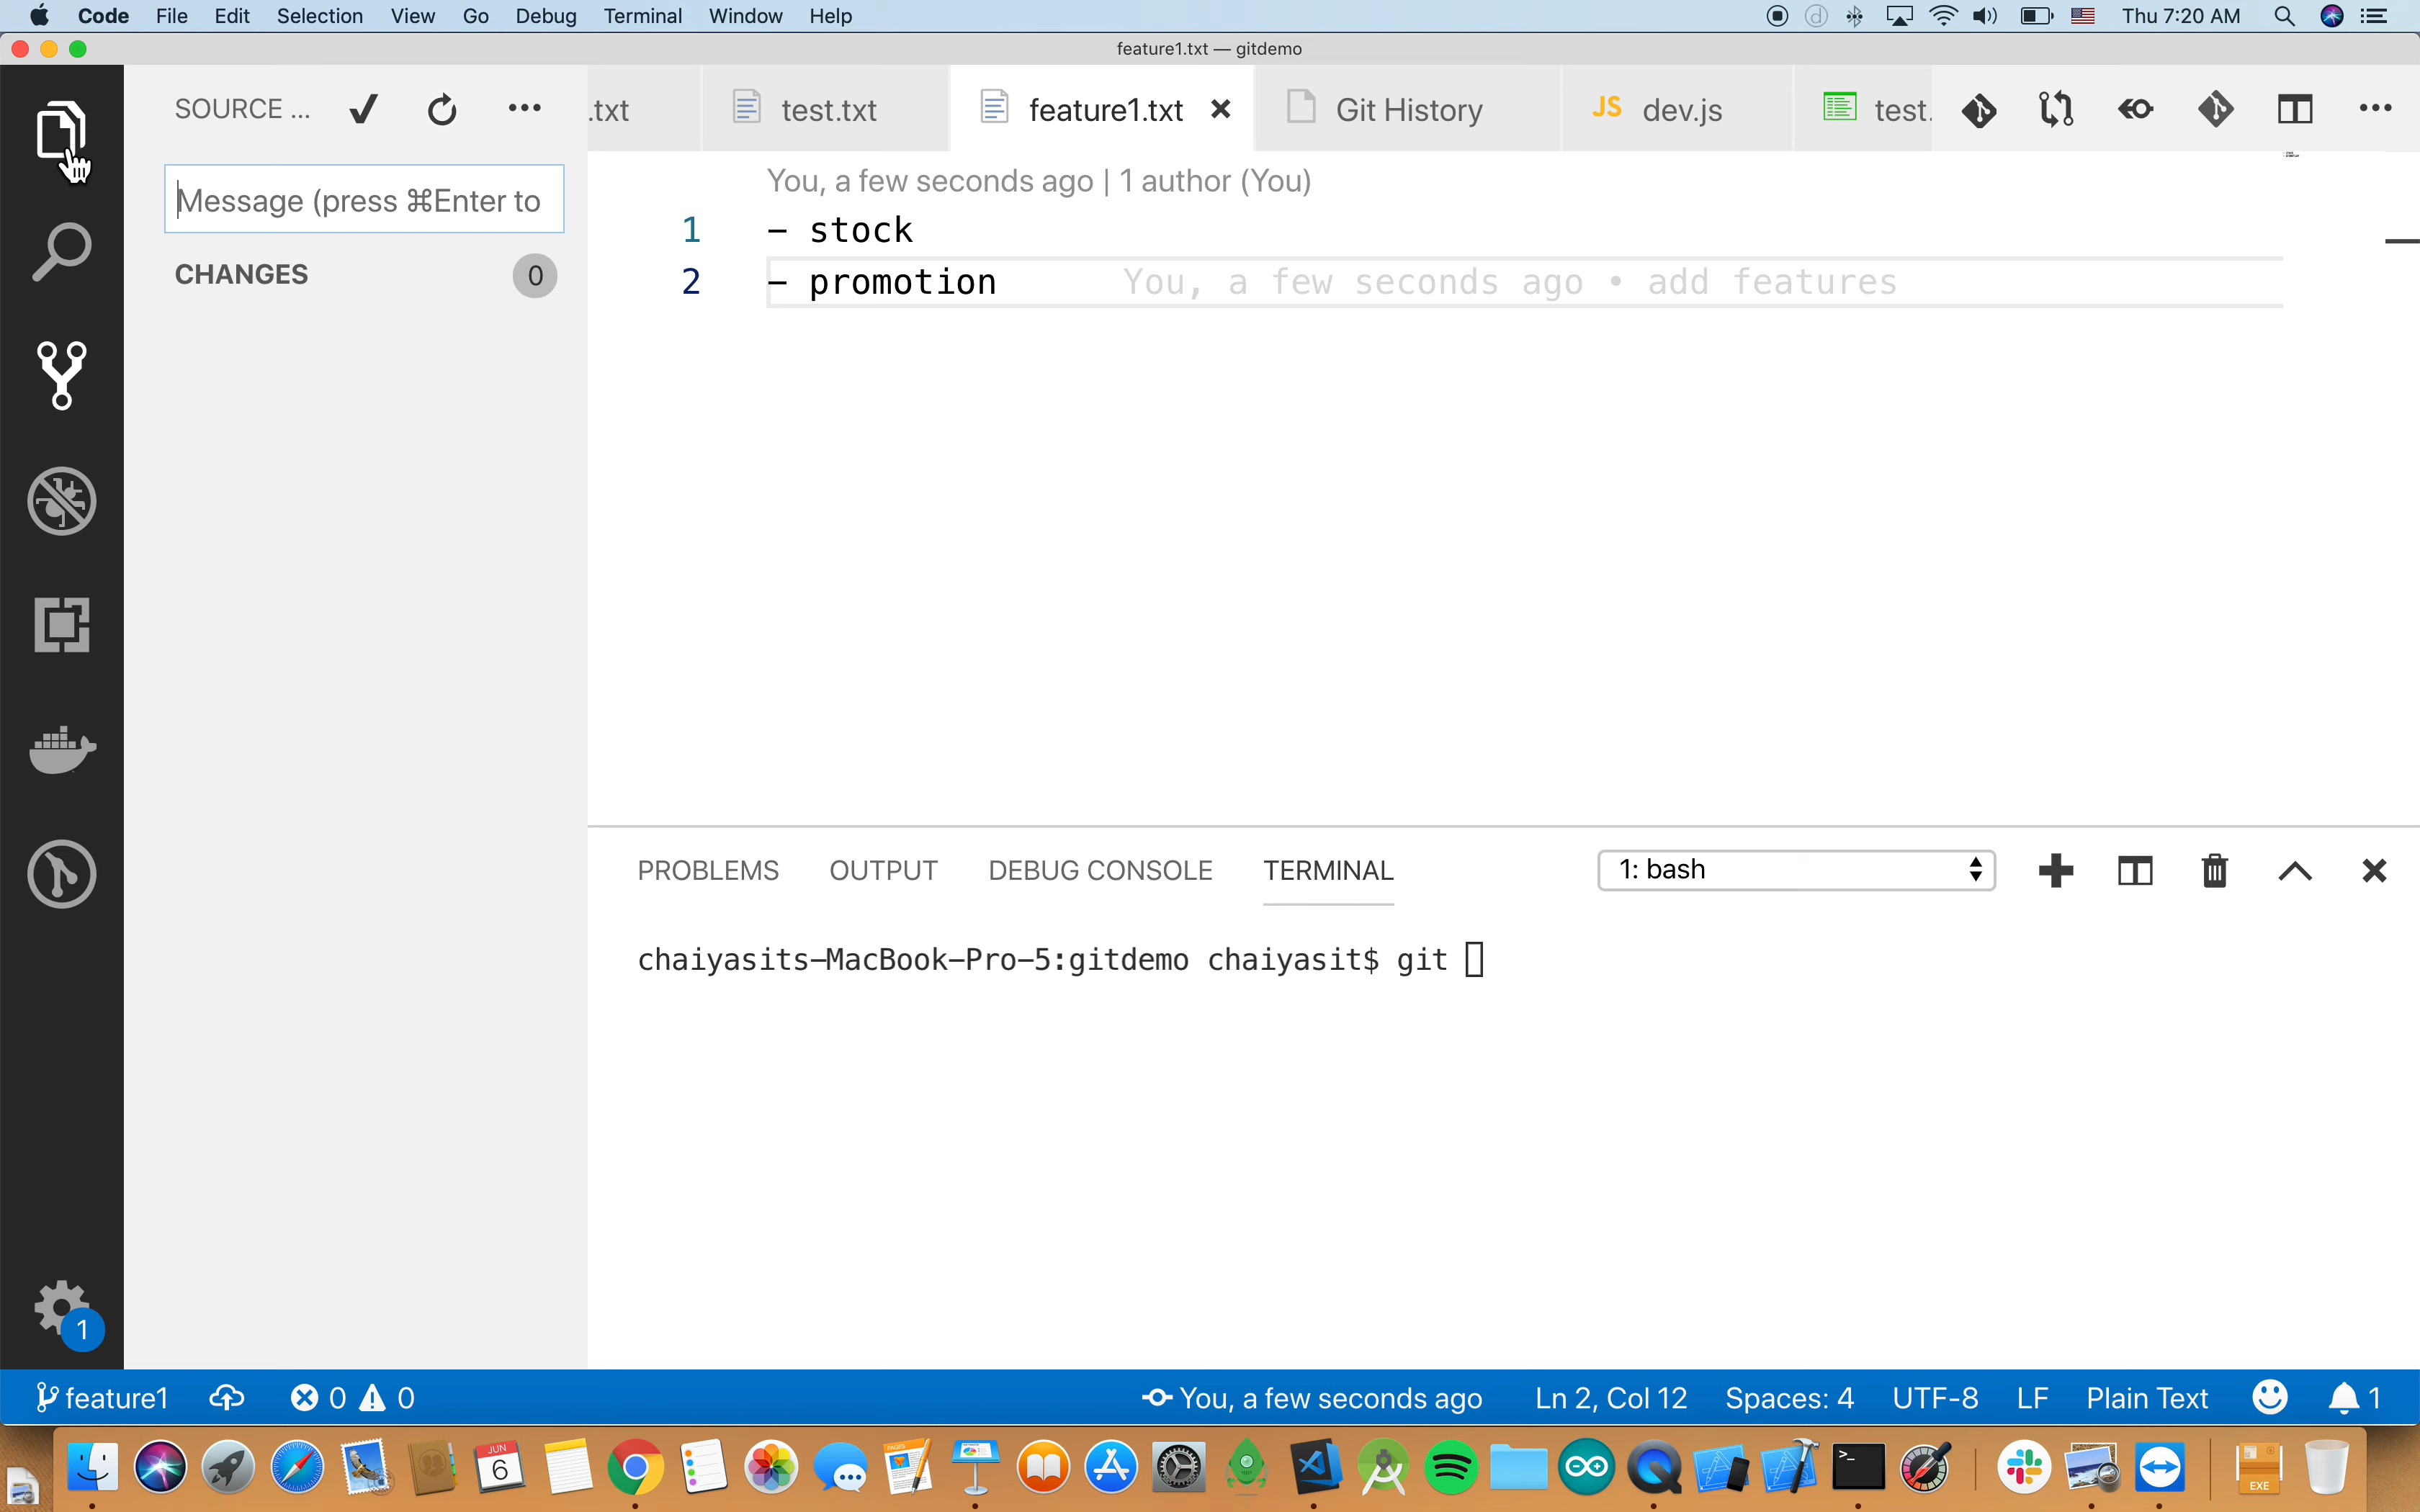 Code File Edit Selection View Go Debug Terminal Window Help Thu 7:20 AM
feature1.txt — gitdemo
SOURCE ... .txt test.txt feature1.txt Git History JS dev.js test.
Message (press ⌘Enter to
CHANGES 0
You, a few seconds ago | 1 author (You)
1 - stock
2 - promotion You, a few seconds ago • add features
PROBLEMS OUTPUT DEBUG CONSOLE TERMINAL 1: bash
chaiyasits-MacBook-Pro-5:gitdemo chaiyasit$ git
1
feature1 0 0 You, a few seconds ago Ln 2, Col 12 Spaces: 4 UTF-8 LF Plain Text 1
JUN
6
PAGES
EXE